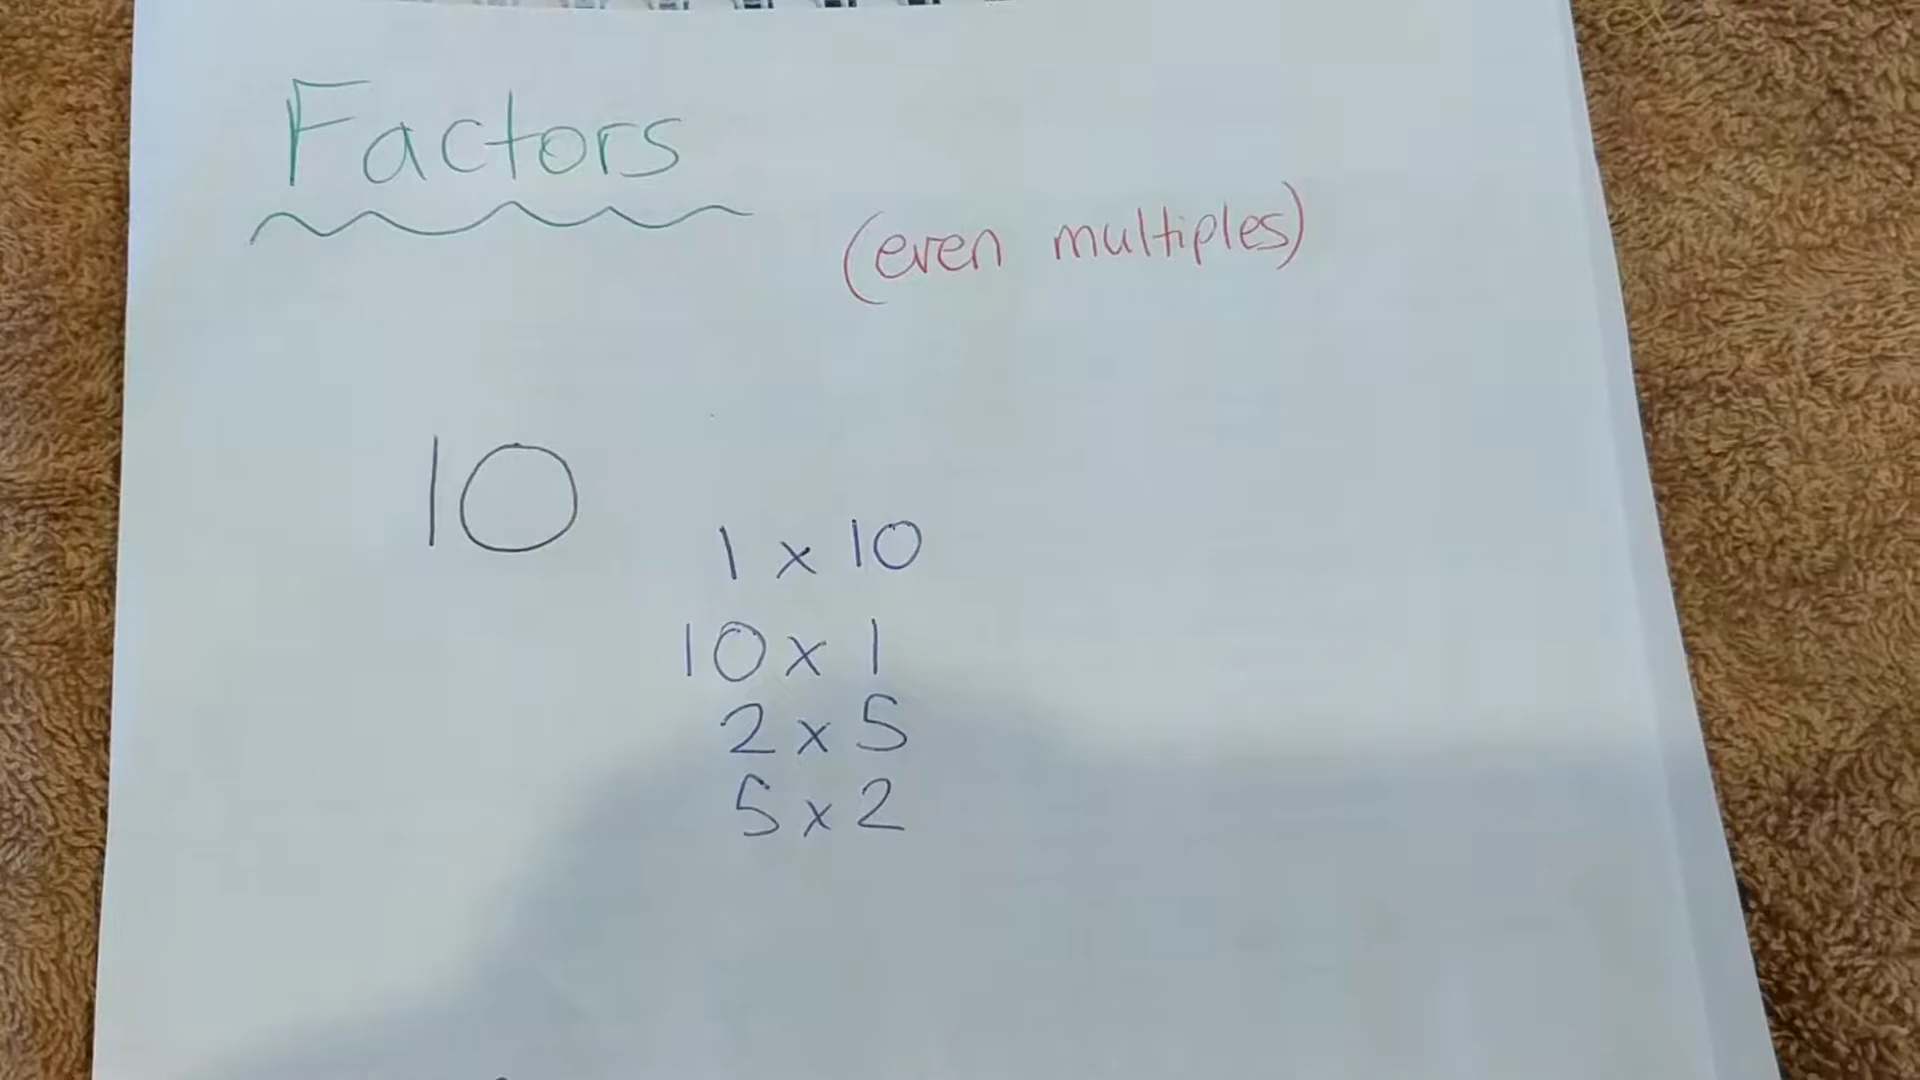 Factors
(even multiples)
10
1 x 10
10 x 1
2 x 5
5 x 2